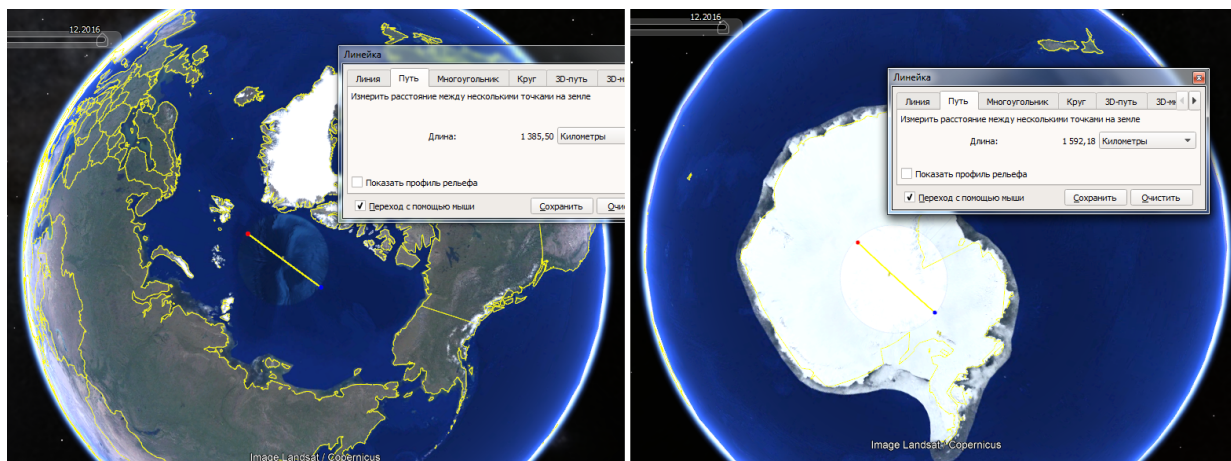 12.2016
Линейка
Линия Путь Многоугольник Круг 3D-путь
Измерить расстояние между несколькими точками на земле
Длина: 1 385,50 Километры
Показать профиль рельефа
Переход с помощью мыши Сохранить
Image Landsat / Copernicus
12.2016
Линейка
Линия Путь Многоугольник Круг 3D-путь
Измерить расстояние между несколькими точками на земле
Длина: 1 592,18 Километры
Показать профиль рельефа
Переход с помощью мыши Сохранить Очистить
Image Landsat / Copernicus